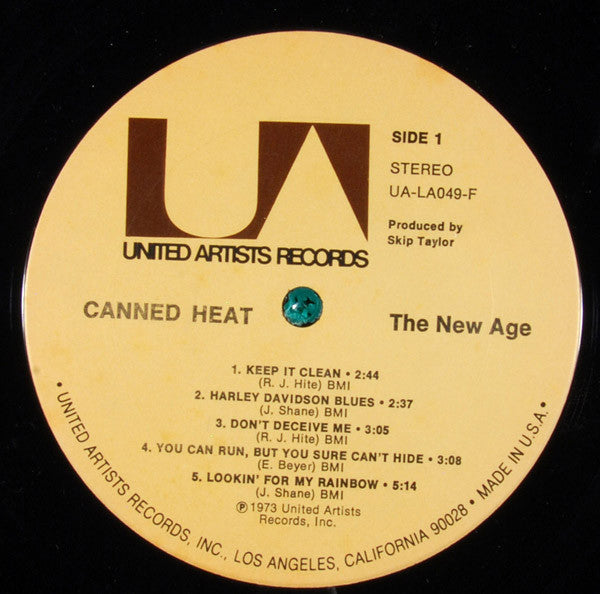 UA
UNITED ARTISTS RECORDS
SIDE 1
STEREO
UA-LA049-F
Produced by
Skip Taylor
CANNED HEAT
The New Age
1. KEEP IT CLEAN • 2:44
(R. J. Hite) BMI
2. HARLEY DAVIDSON BLUES • 2:37
(J. Shane) BMI
3. DON'T DECEIVE ME • 3:05
(R. J. Hite) BMI
4. YOU CAN RUN, BUT YOU SURE CAN'T HIDE • 3:08
(E. Beyer) BMI
5. LOOKIN' FOR MY RAINBOW • 5:14
(J. Shane) BMI
℗ 1973 United Artists
Records, Inc.
• UNITED ARTISTS RECORDS, INC., LOS ANGELES, CALIFORNIA 90028 • MADE IN U.S.A. •